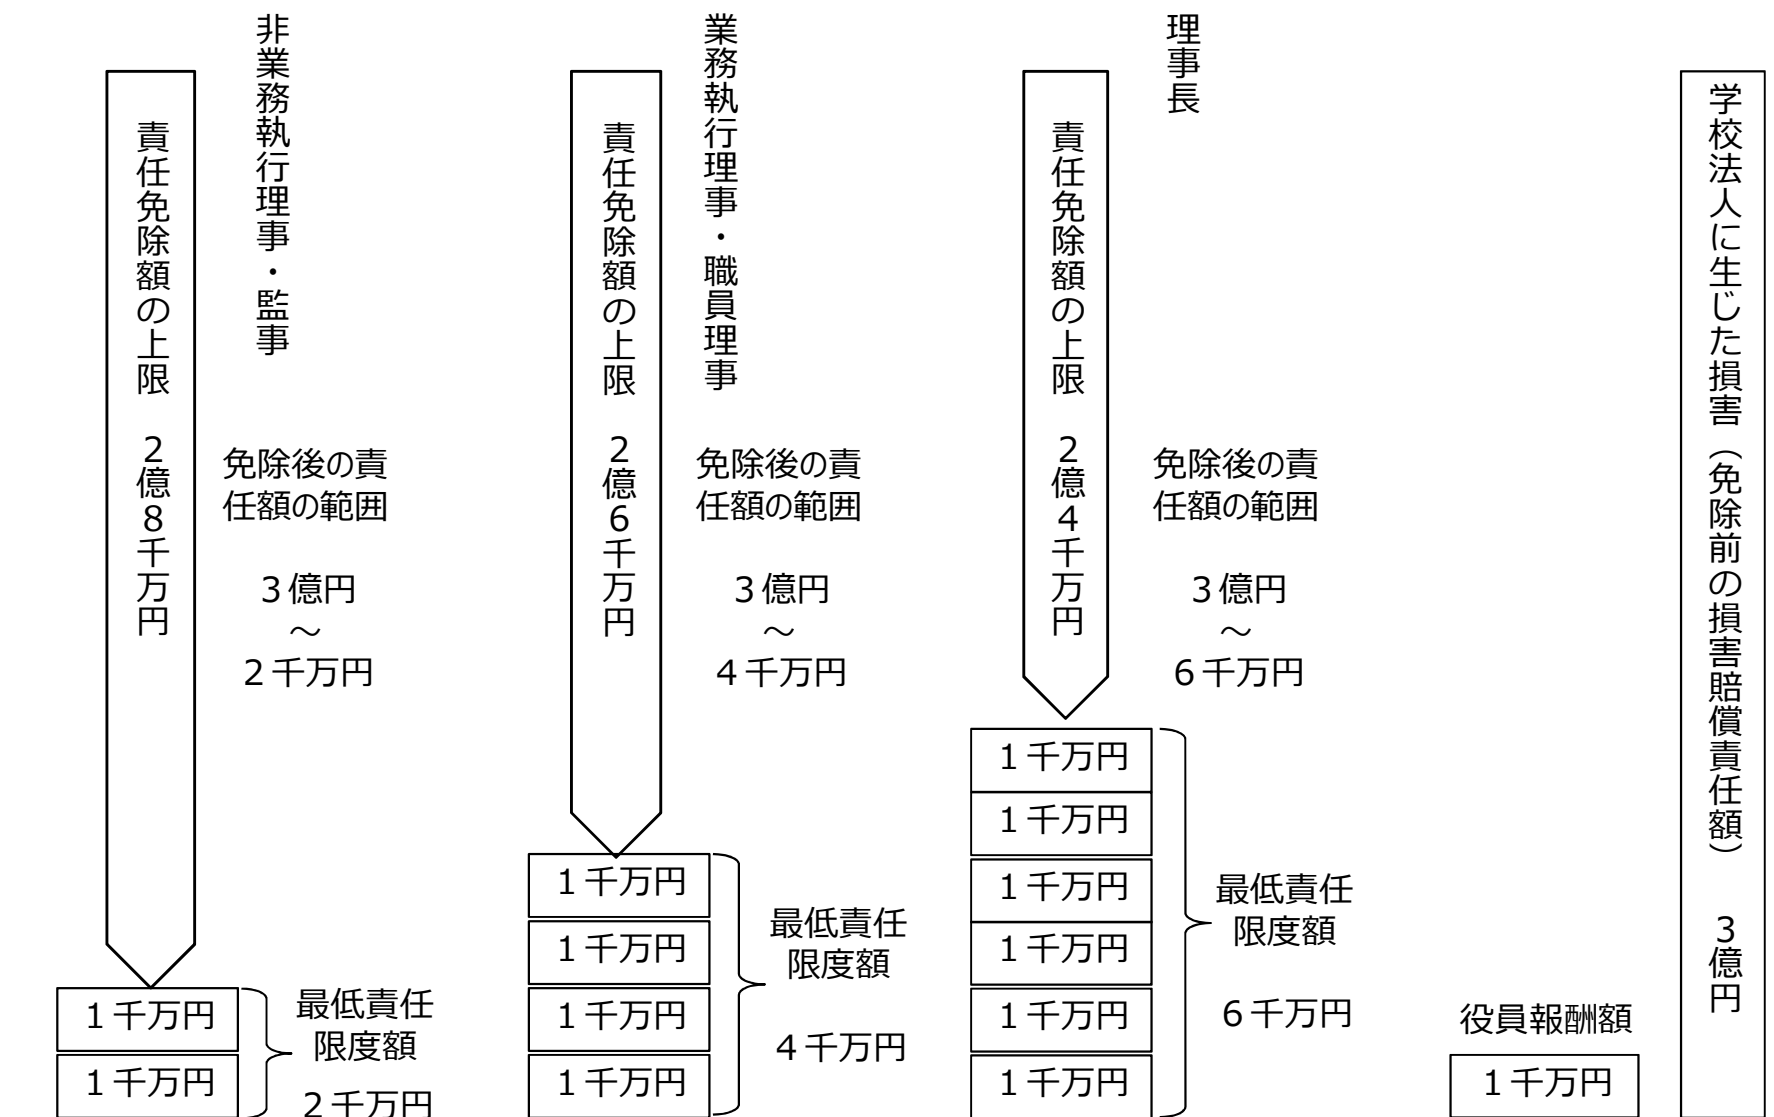 学校法人に生じた損害（免除前の損害賠償責任額）　３億円
役員報酬額
１千万円
理事長
責任免除額の上限　２億４千万円
免除後の責
任額の範囲
３億円
～
６千万円
１千万円
１千万円
１千万円
１千万円
１千万円
１千万円
最低責任
限度額
６千万円
業務執行理事・職員理事
責任免除額の上限　２億６千万円
免除後の責
任額の範囲
３億円
～
４千万円
１千万円
１千万円
１千万円
１千万円
最低責任
限度額
４千万円
非業務執行理事・監事
責任免除額の上限　２億８千万円
免除後の責
任額の範囲
３億円
～
２千万円
１千万円
１千万円
最低責任
限度額
２千万円